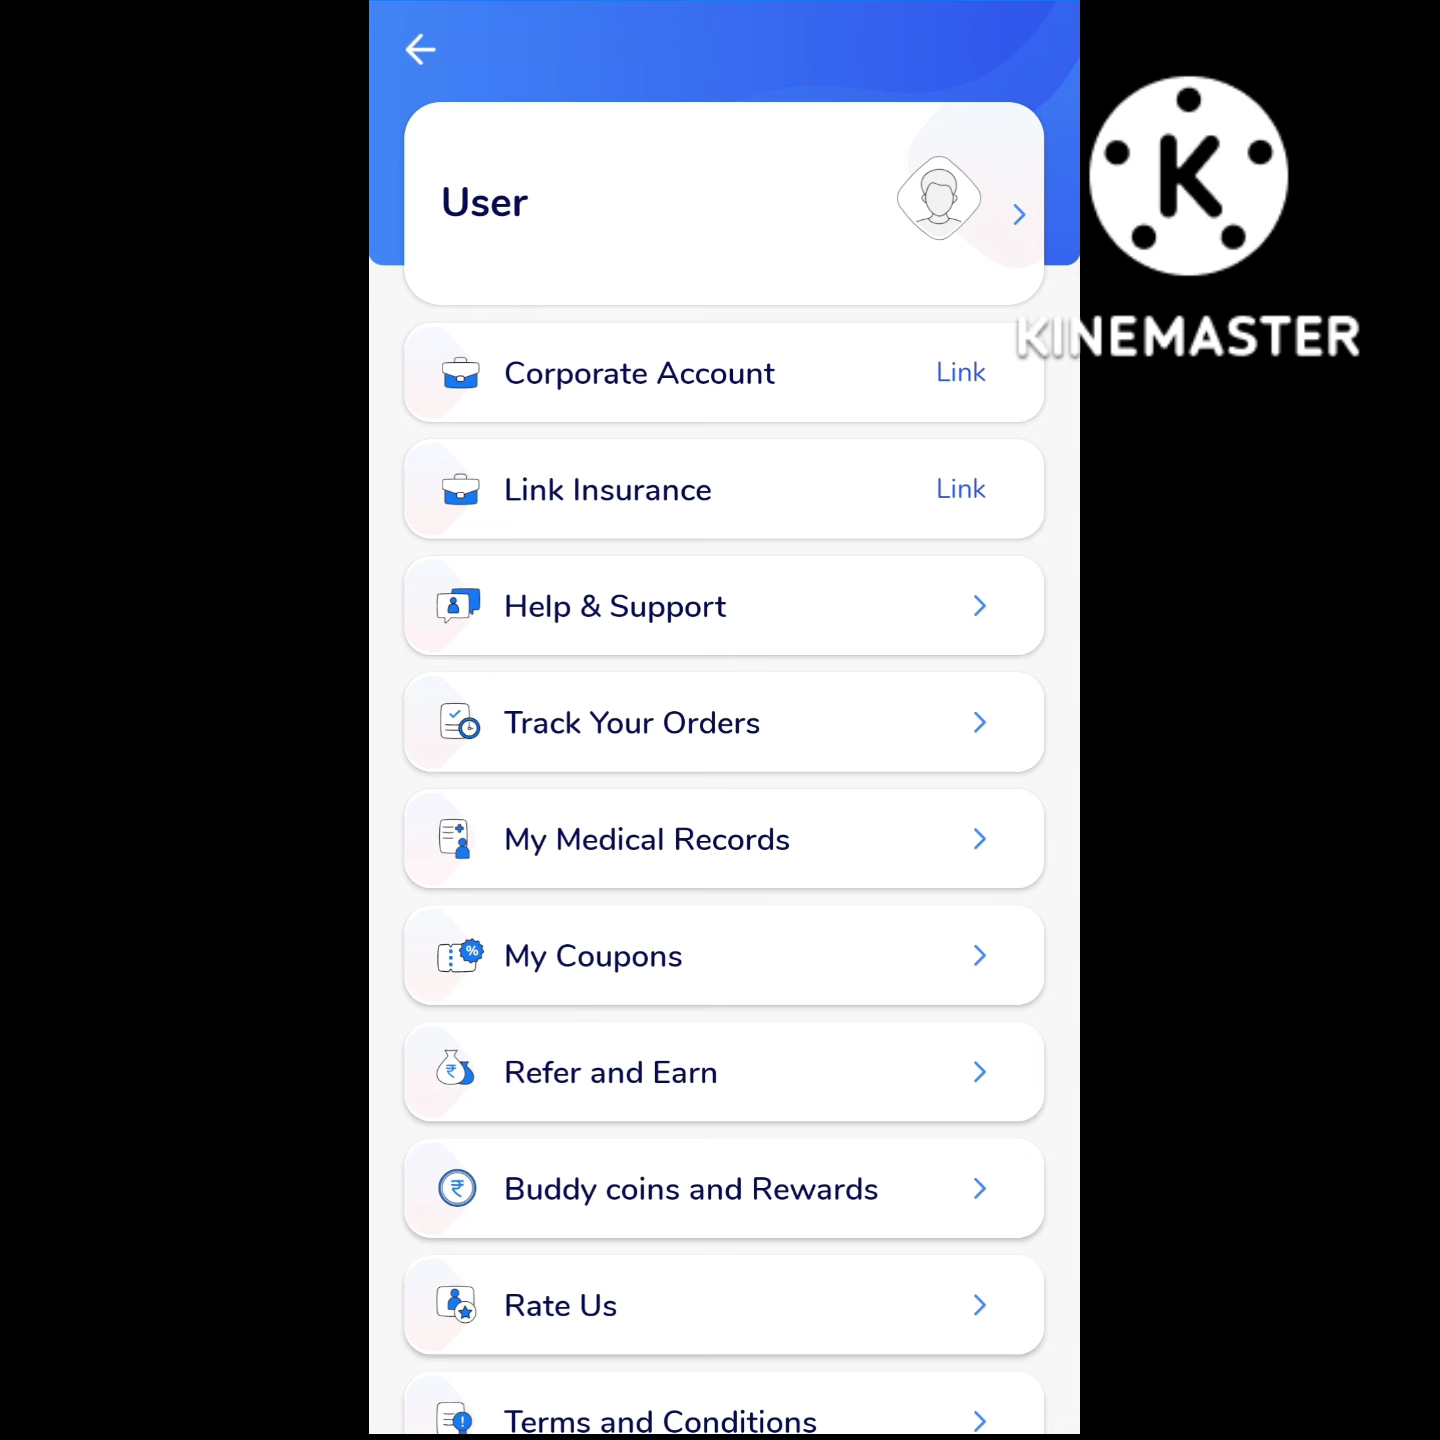 User
K
KINEMASTER
Corporate Account Link
Link Insurance Link
Help & Support
Track Your Orders
My Medical Records
% My Coupons
₹ Refer and Earn
₹ Buddy coins and Rewards
Rate Us
! Terms and Conditions